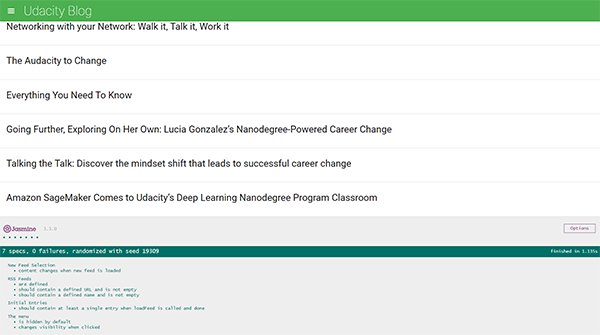 Udacity Blog
Networking with your Network: Walk it, Talk it, Work it
The Audacity to Change
Everything You Need To Know
Going Further, Exploring On Her Own: Lucia Gonzalez's Nanodegree-Powered Career Change
Talking the Talk: Discover the mindset shift that leads to successful career change
Amazon SageMaker Comes to Udacity's Deep Learning Nanodegree Program Classroom
Jasmine
Options
7 specs, 0 failures, randomized with seed 19309
finished in 1.135s
New Feed Selection
content changes when new feed is loaded
RSS Feeds
are defined
should contain a defined URL and is not empty
should contain a defined name and is not empty
Initial Entries
should contain at least a single entry when loadFeed is called and done
The menu
is hidden by default
changes visibility when clicked